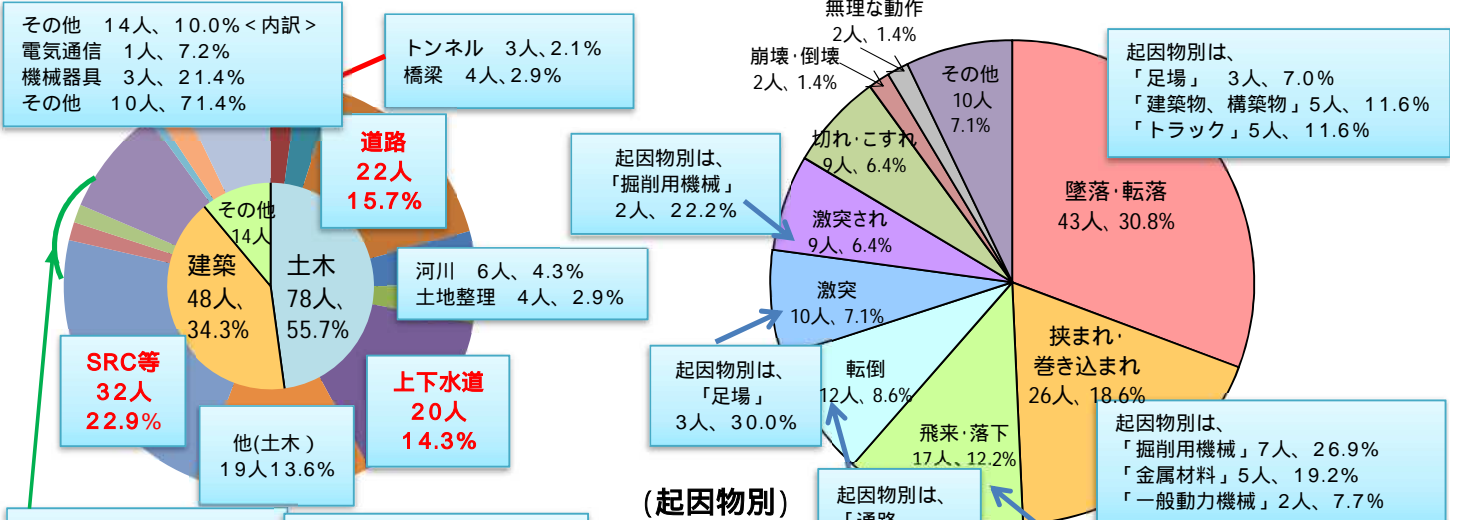 その他 14人、10.0%<内訳>
電気通信 1人、7.2%
機械器具 3人、21.4%
その他 10人、71.4%
トンネル 3人、2.1%
橋梁 4人、2.9%
道路
22人
15.7%
その他
14人
建築
48人、
34.3%
土木
78人、
55.7%
河川 6人、4.3%
土地整理 4人、2.9%
SRC等
32人
22.9%
上下水道
20人
14.3%
他(土木)
19人13.6%
無理な動作
2人、1.4%
崩壊・倒壊
2人、1.4%
その他
10人
7.1%
切れ・こすれ
9人、6.4%
起因物別は、
「足場」 3人、7.0%
「建築物、構築物」5人、11.6%
「トラック」5人、11.6%
起因物別は、
「掘削用機械」
2人、22.2%
墜落・転落
43人、30.8%
激突され
9人、6.4%
激突
10人、7.1%
起因物別は、
「足場」
3人、30.0%
転倒
12人、8.6%
挟まれ・
巻き込まれ
26人、18.6%
飛来・落下
17人、12.2%
起因物別は、
「掘削用機械」7人、26.9%
「金属材料」5人、19.2%
「一般動力機械」2人、7.7%
(起因物別)
起因物別は、
「通路